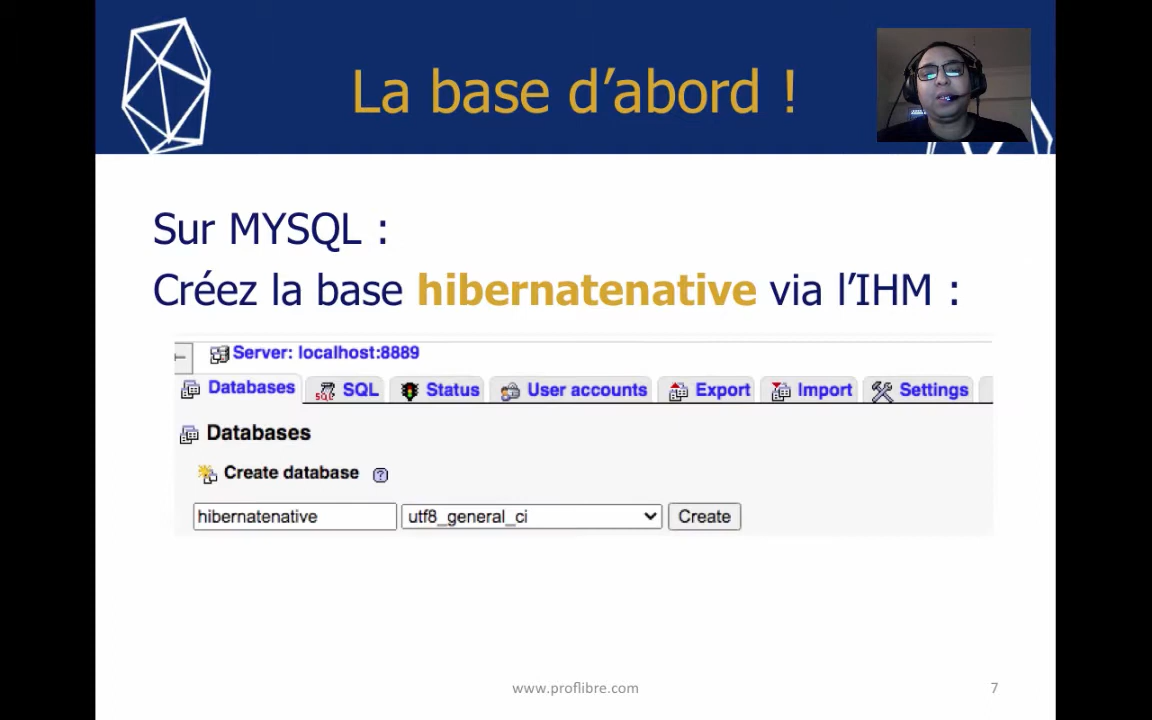 La base d’abord !
Sur MYSQL :
Créez la base hibernatenative via l’IHM :
Server: localhost:8889
Databases SQL Status User accounts Export Import Settings
Databases
Create database
hibernatenative utf8_general_ci Create
www.proflibre.com 7